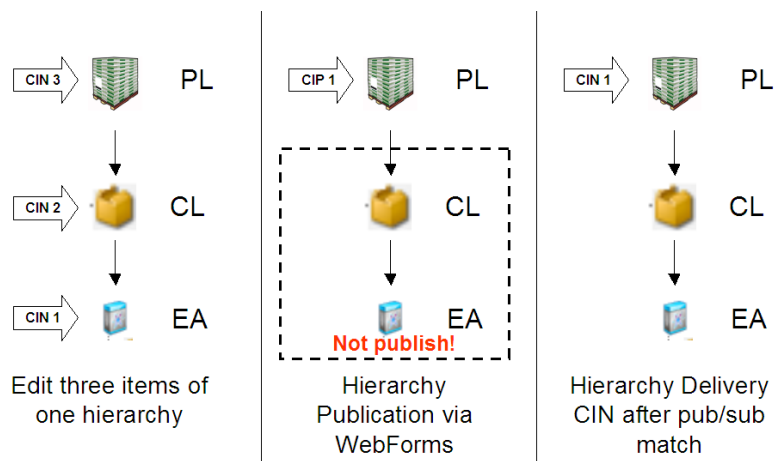 CIN 3
PL
CIN 2
CL
CIN 1
EA
Edit three items of
one hierarchy
CIP 1
PL
CL
EA
Not publish!
Hierarchy
Publication via
WebForms
CIN 1
PL
CL
EA
Hierarchy Delivery
CIN after pub/sub
match